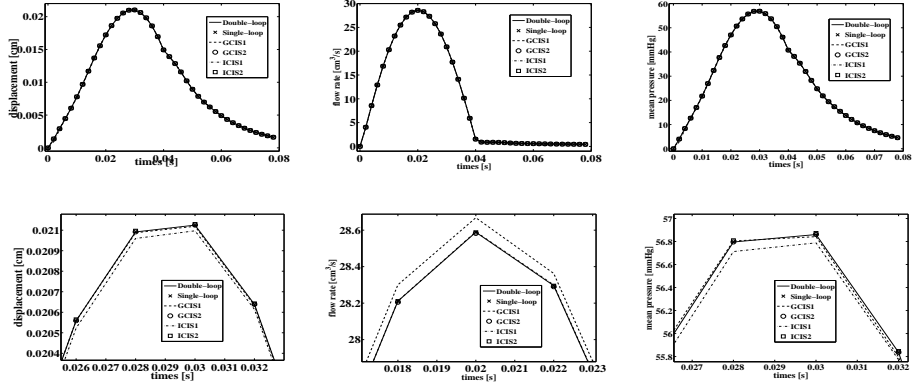 0.02
0.015
0.01
0.005
0
displacement [cm]
Double−loop
Single−loop
GCIS1
GCIS2
ICIS1
ICIS2
0
0.02
0.04
0.06
0.08
times [s]
30
25
20
15
10
5
0
flow rate [cm³/s]
Double−loop
Single−loop
GCIS1
GCIS2
ICIS1
ICIS2
0
0.02
0.04
0.06
0.08
times [s]
60
50
40
30
20
10
0
mean pressure [mmHg]
Double−loop
Single−loop
GCIS1
GCIS2
ICIS1
ICIS2
0
0.01
0.02
0.03
0.04
0.05
0.06
0.07
0.08
times [s]
0.021
0.0209
0.0208
0.0207
0.0206
0.0205
0.0204
displacement [cm]
Double−loop
Single−loop
GCIS1
GCIS2
ICIS1
ICIS2
0.026
0.027
0.028
0.029
0.03
0.031
0.032
times [s]
28.6
28.4
28.2
28
flow rate [cm³/s]
Double−loop
Single−loop
GCIS1
GCIS2
ICIS1
ICIS2
0.018
0.019
0.02
0.021
0.022
0.023
times [s]
57
56.8
56.6
56.4
56.2
56
55.8
mean pressure [mmHg]
Double−loop
Single−loop
GCIS1
GCIS2
ICIS1
ICIS2
0.027
0.028
0.029
0.03
0.031
0.032
times [s]